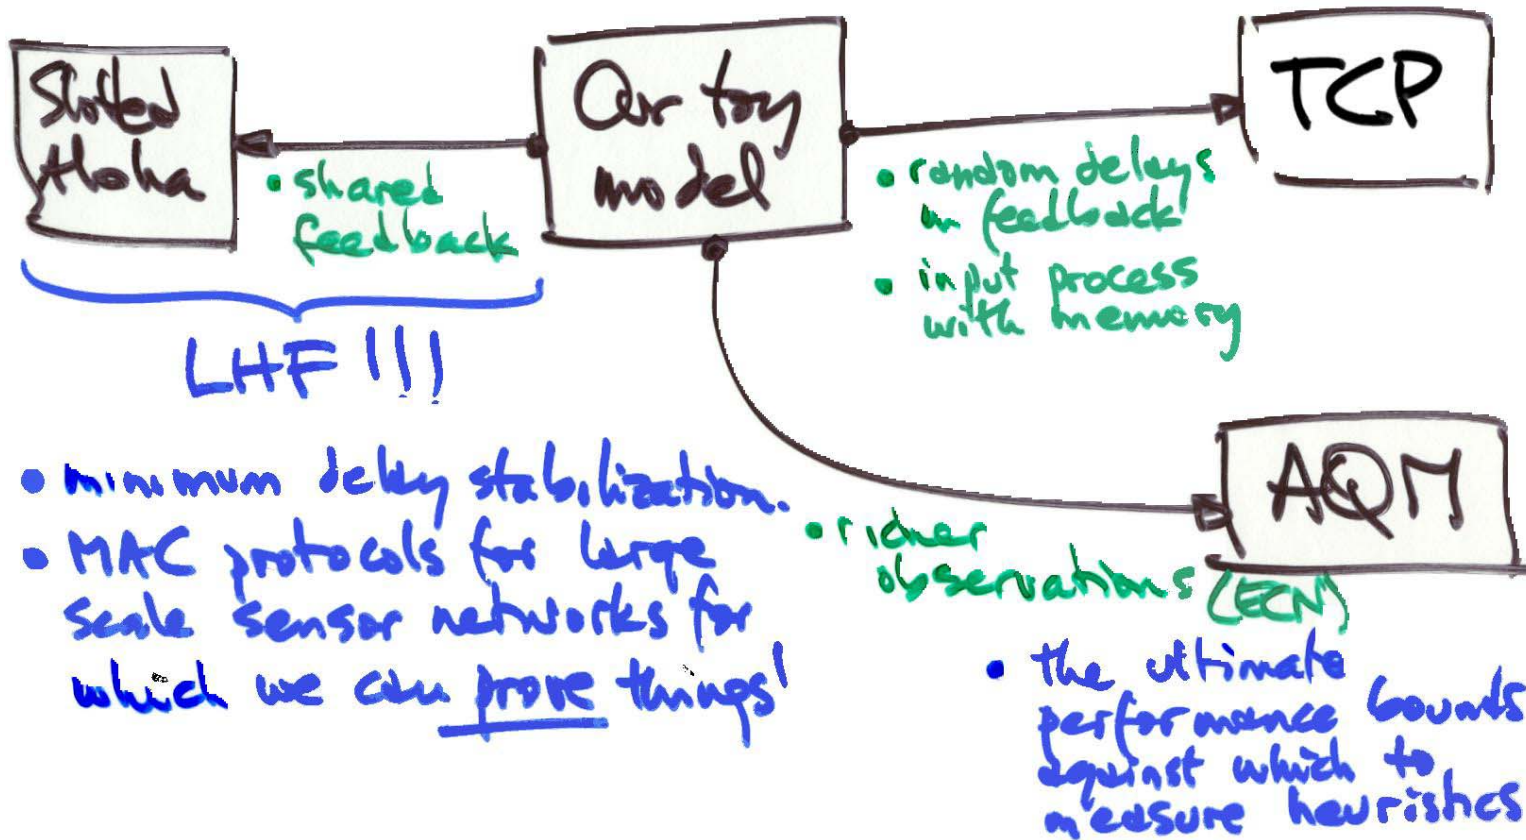 Slotted
Aloha
Our toy
model
TCP
• shared
feedback
• random delays
in feedback
• input process
with memory
LHF!!!
• minimum delay stabilization.
• MAC protocols for large
scale sensor networks for
which we can prove things!
AQM
• richer
observations (ECN)
• the ultimate
performance bounds
against which to
measure heuristics